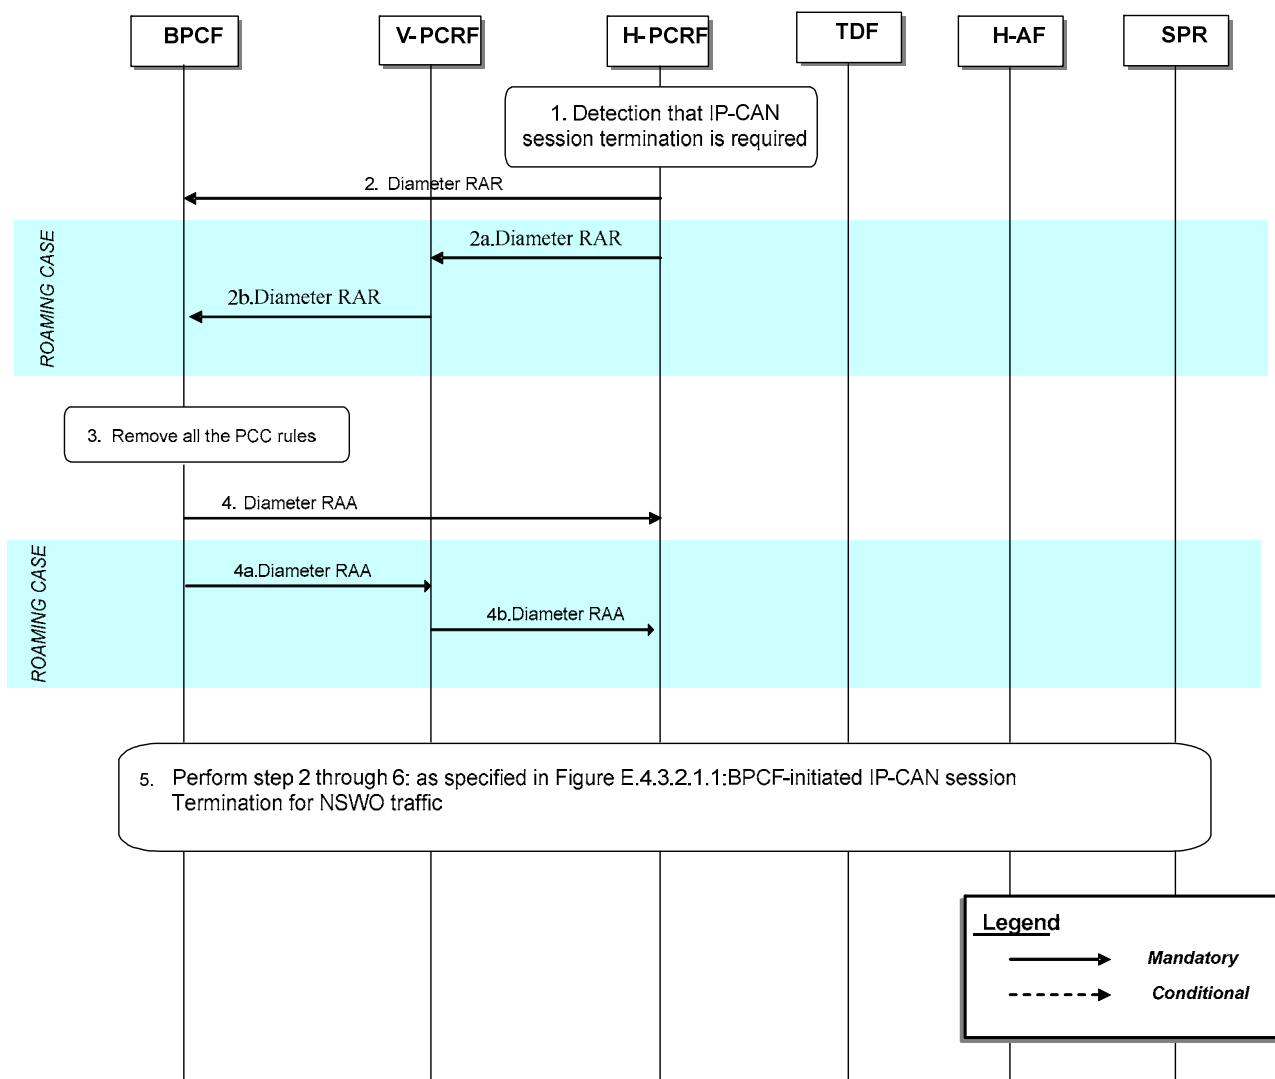 BPCF
V-PCRF
H-PCRF
TDF
H-AF
SPR
1. Detection that IP-CAN
session termination is required
2. Diameter RAR
ROAMING CASE
2a.Diameter RAR
2b.Diameter RAR
3. Remove all the PCC rules
4. Diameter RAA
ROAMING CASE
4a.Diameter RAA
4b.Diameter RAA
5. Perform step 2 through 6: as specified in Figure E.4.3.2.1.1:BPCF-initiated IP-CAN session
Termination for NSWO traffic
Legend
Mandatory
Conditional